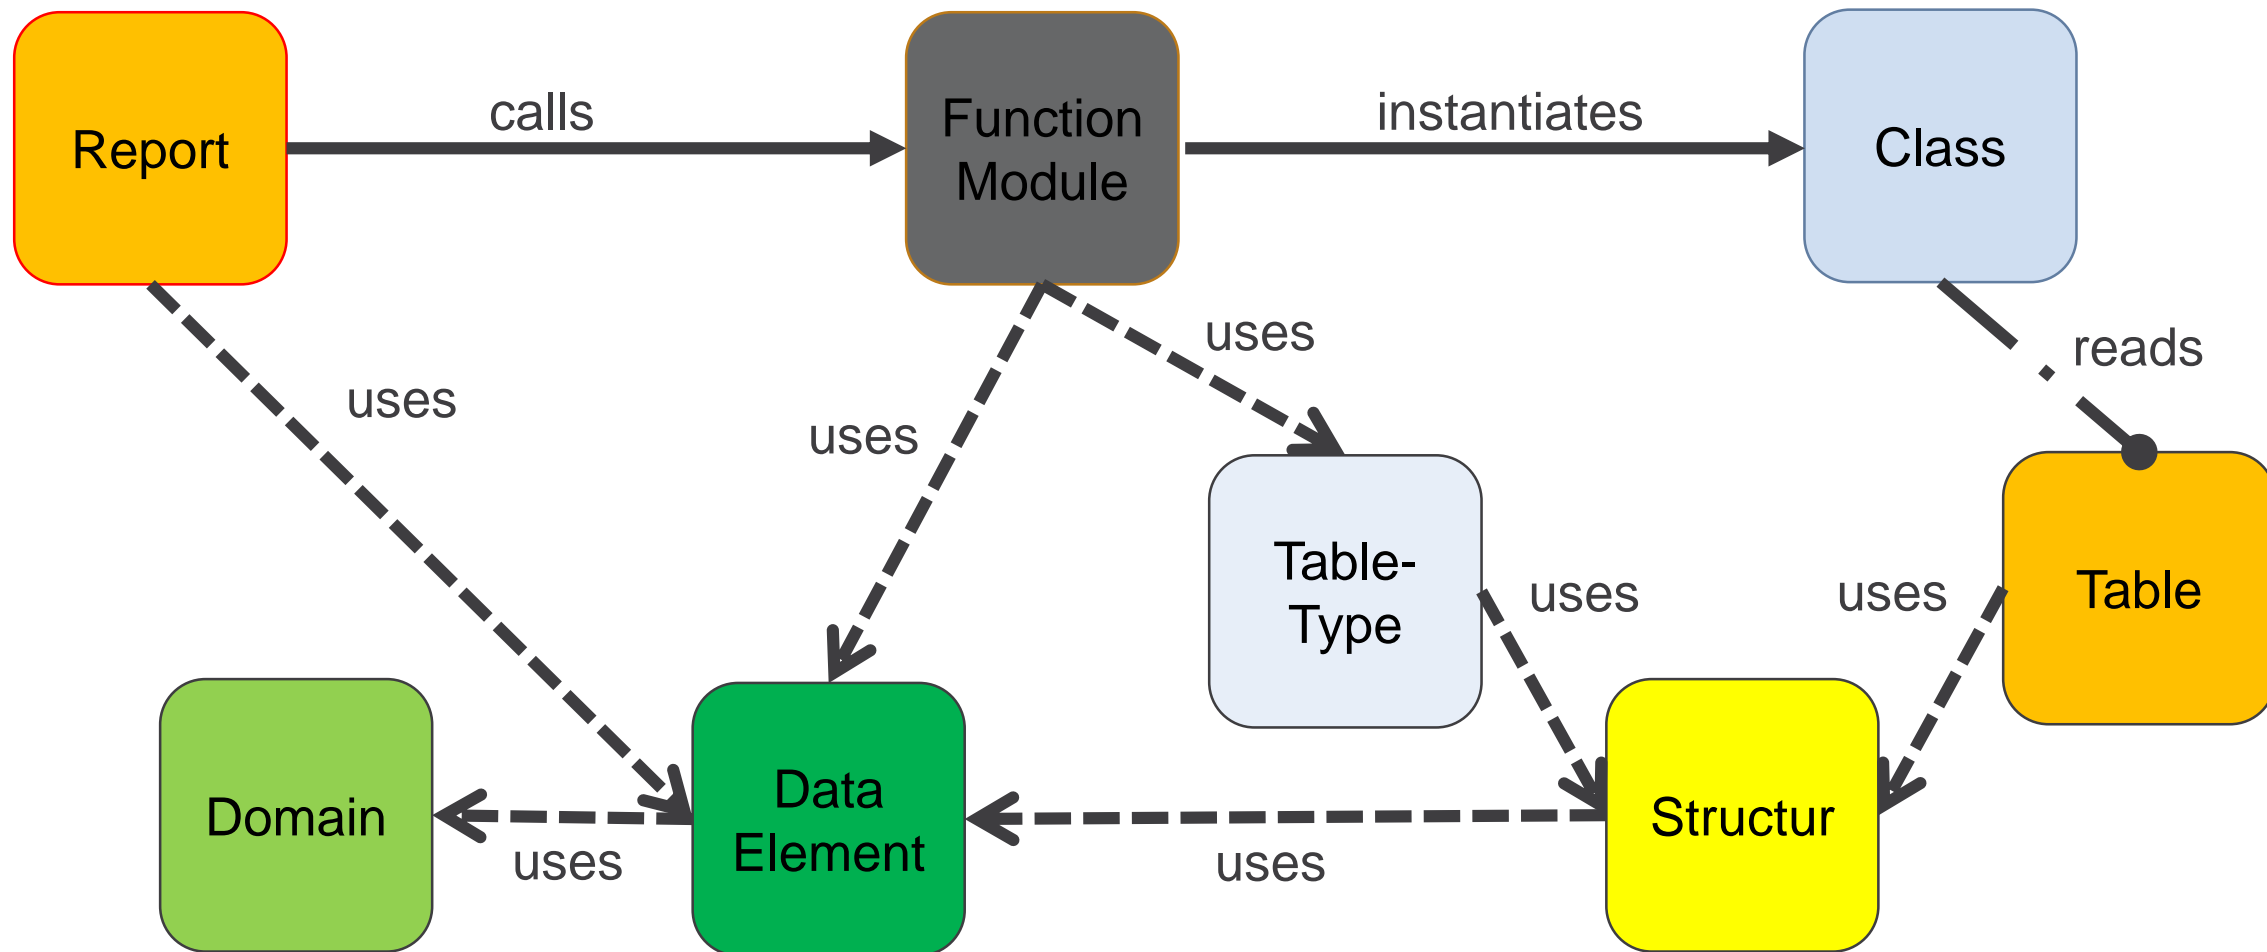 Report
calls
Function
Module
instantiates
Class
uses
uses
uses
reads
Table-
Type
uses
uses
Table
Domain
uses
Data
Element
uses
Structur